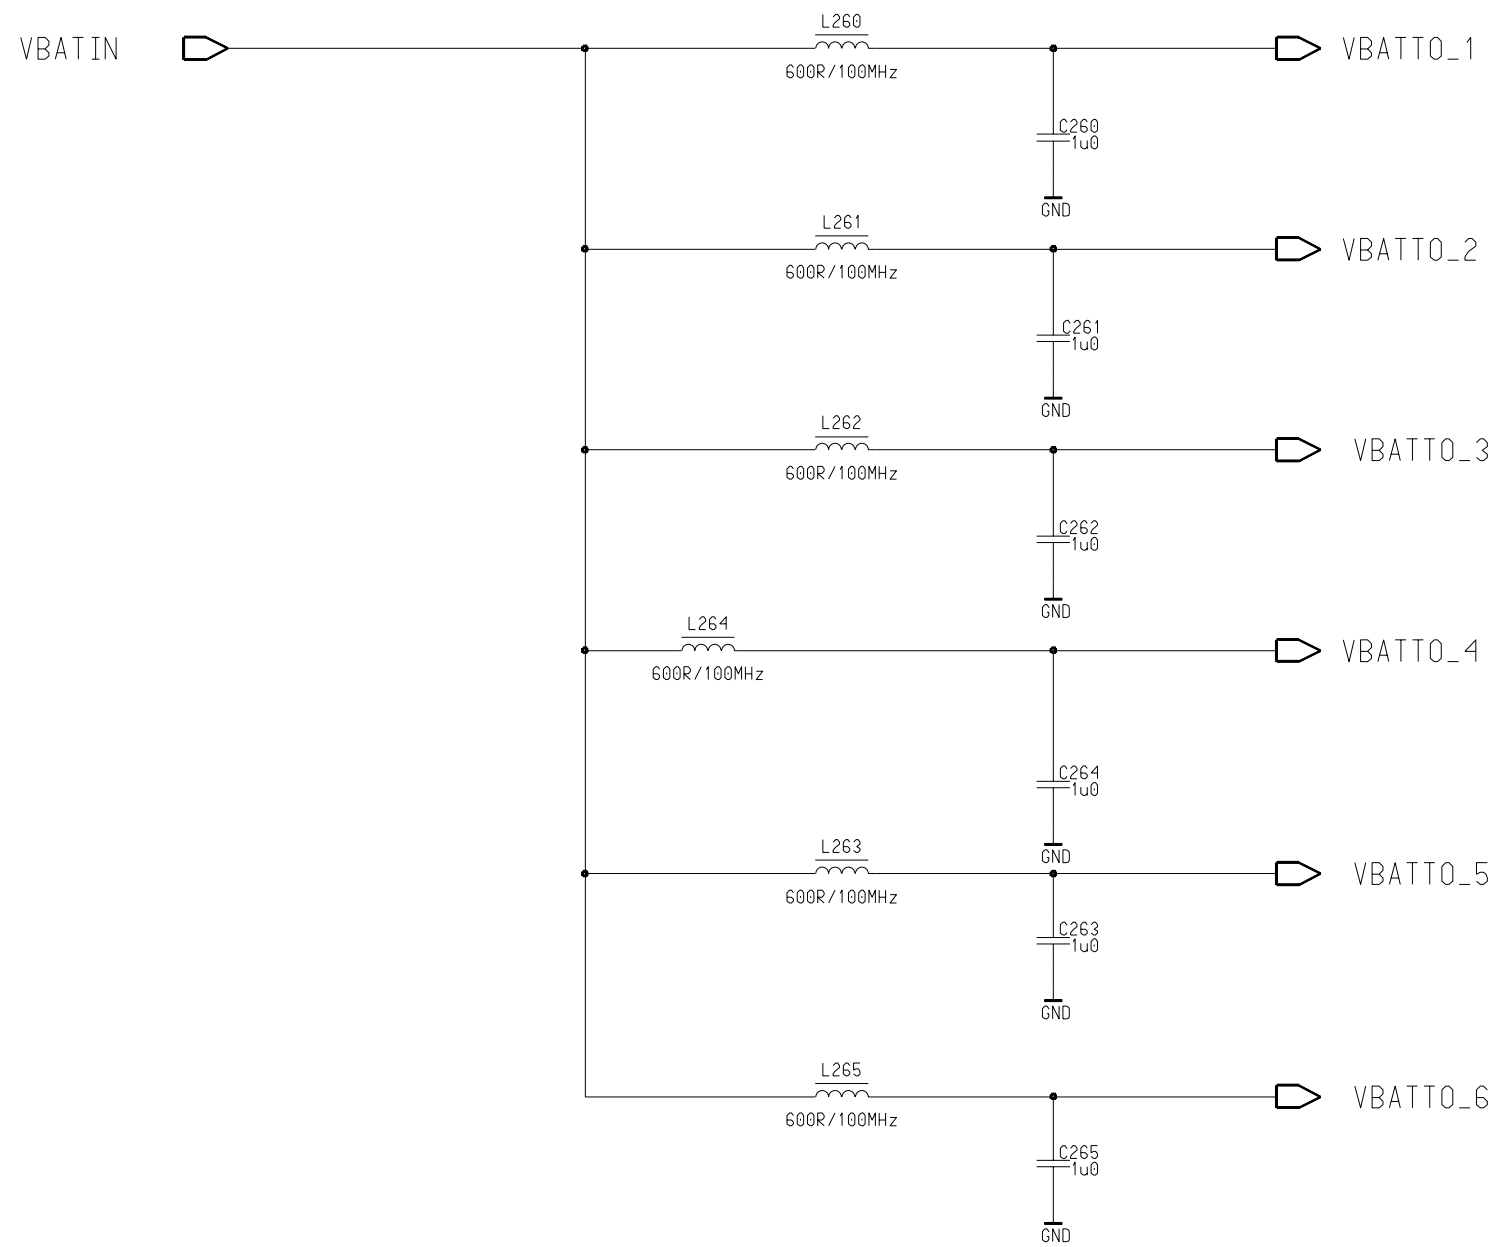 L260
VBATIN
VBATTO_1
600R/100MHz
C260
1u0
GND
L261
VBATTO_2
600R/100MHz
C261
1u0
GND
L262
VBATTO_3
600R/100MHz
C262
1u0
GND
L264
VBATTO_4
600R/100MHz
C264
1u0
GND
L263
VBATTO_5
600R/100MHz
C263
1u0
GND
L265
VBATTO_6
600R/100MHz
C265
1u0
GND